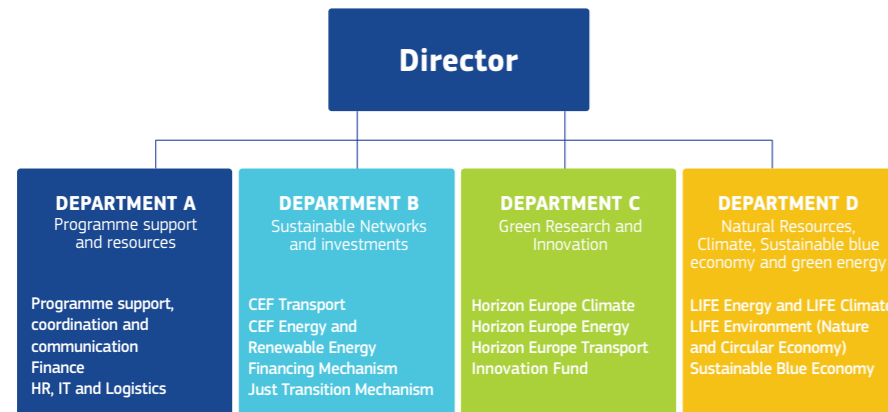 Director
DEPARTMENT A
Programme support
and resources
Programme support,
coordination and
communication
Finance
HR, IT and Logistics
DEPARTMENT B
Sustainable Networks
and investments
CEF Transport
CEF Energy and
Renewable Energy
Financing Mechanism
Just Transition Mechanism
DEPARTMENT C
Green Research and
Innovation
Horizon Europe Climate
Horizon Europe Energy
Horizon Europe Transport
Innovation Fund
DEPARTMENT D
Natural Resources,
Climate, Sustainable blue
economy and green energy
LIFE Energy and LIFE Climate
LIFE Environment (Nature
and Circular Economy)
Sustainable Blue Economy